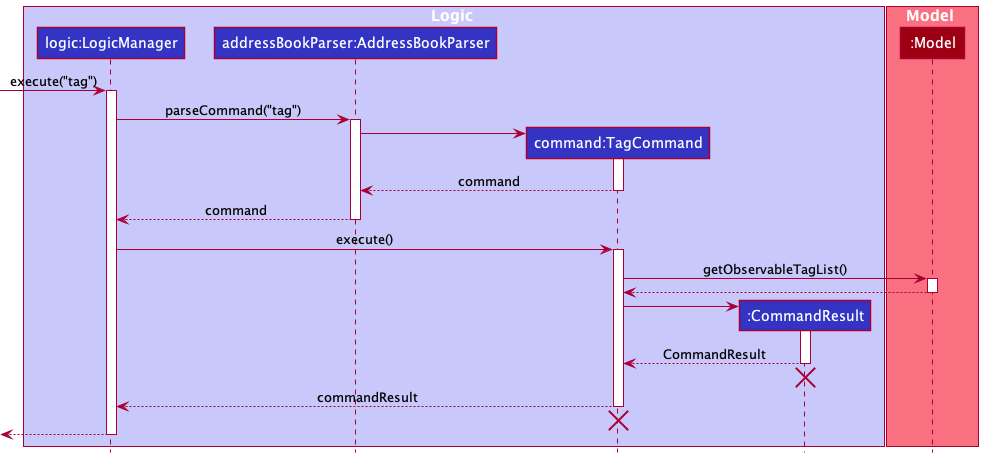 Logic
Model
logic:LogicManager
addressBookParser:AddressBookParser
:Model
execute("tag")
parseCommand("tag")
command:TagCommand
command
command
execute()
getObservableTagList()
:CommandResult
CommandResult
commandResult